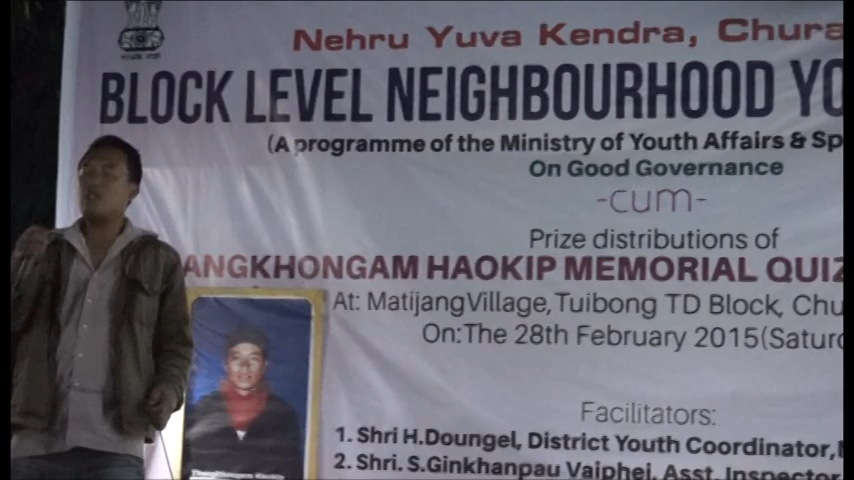 Nehru Yuva Kendra, Chura
BLOCK LEVEL NEIGHBOURHOOD YO
(A programme of the Ministry of Youth Affairs & Sp
On Good Governance
-cum-
Prize distributions of
ANGKHONGAM HAOKIP MEMORIAL QUIZ
At: MatijangVillage, Tuibong TD Block, Chu
On:The 28th February 2015(Saturd
Facilitators:
1. Shri H.Doungel, District Youth Coordinator,
2. Shri. S.Ginkhanpau Vaiphei, Asst. Inspector